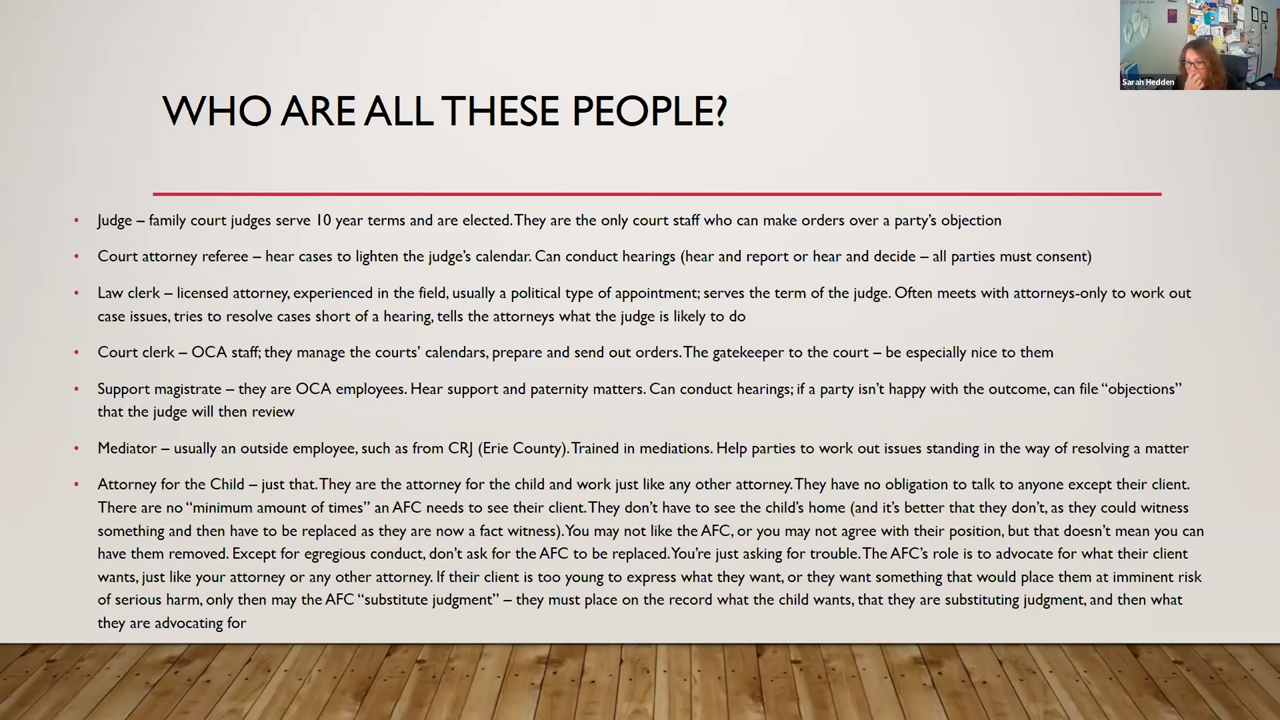 Sarah Hedden
WHO ARE ALL THESE PEOPLE?
• Judge – family court judges serve 10 year terms and are elected. They are the only court staff who can make orders over a party's objection
• Court attorney referee – hear cases to lighten the judge's calendar. Can conduct hearings (hear and report or hear and decide – all parties must consent)
• Law clerk – licensed attorney, experienced in the field, usually a political type of appointment; serves the term of the judge. Often meets with attorneys-only to work out
case issues, tries to resolve cases short of a hearing, tells the attorneys what the judge is likely to do
• Court clerk – OCA staff; they manage the courts' calendars, prepare and send out orders. The gatekeeper to the court – be especially nice to them
• Support magistrate – they are OCA employees. Hear support and paternity matters. Can conduct hearings; if a party isn't happy with the outcome, can file "objections"
that the judge will then review
• Mediator – usually an outside employee, such as from CRJ (Erie County). Trained in mediations. Help parties to work out issues standing in the way of resolving a matter
• Attorney for the Child – just that. They are the attorney for the child and work just like any other attorney. They have no obligation to talk to anyone except their client.
There are no "minimum amount of times" an AFC needs to see their client. They don't have to see the child's home (and it's better that they don't, as they could witness
something and then have to be replaced as they are now a fact witness). You may not like the AFC, or you may not agree with their position, but that doesn't mean you can
have them removed. Except for egregious conduct, don't ask for the AFC to be replaced. You're just asking for trouble. The AFC's role is to advocate for what their client
wants, just like your attorney or any other attorney. If their client is too young to express what they want, or they want something that would place them at imminent risk
of serious harm, only then may the AFC "substitute judgment" – they must place on the record what the child wants, that they are substituting judgment, and then what
they are advocating for